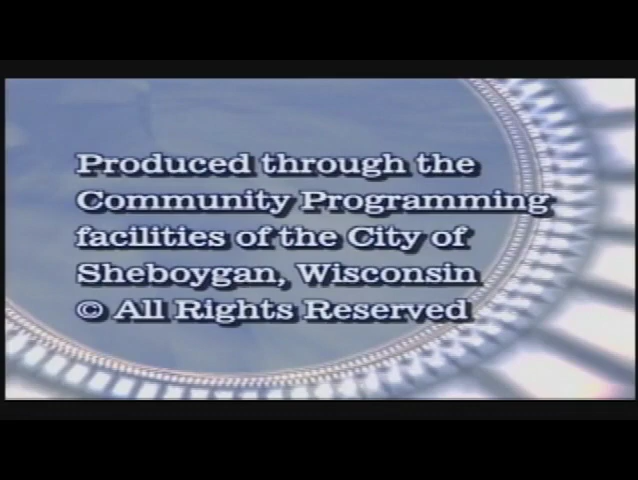 Produced through the
Community Programming
facilities of the City of
Sheboygan, Wisconsin
© All Rights Reserved